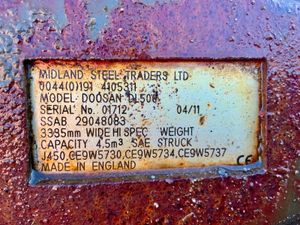 MIDLAND STEEL TRADERS LTD
0044(0)191 4105311
MODEL: DOOSAN DL500
SERIAL No. 01712 04/11
SSAB 29048083
3385mm WIDE HI SPEC WEIGHT
CAPACITY 4.5m³ SAE STRUCK
J450,CE9W5730,CE9W5734,CE9W5737
MADE IN ENGLAND CE